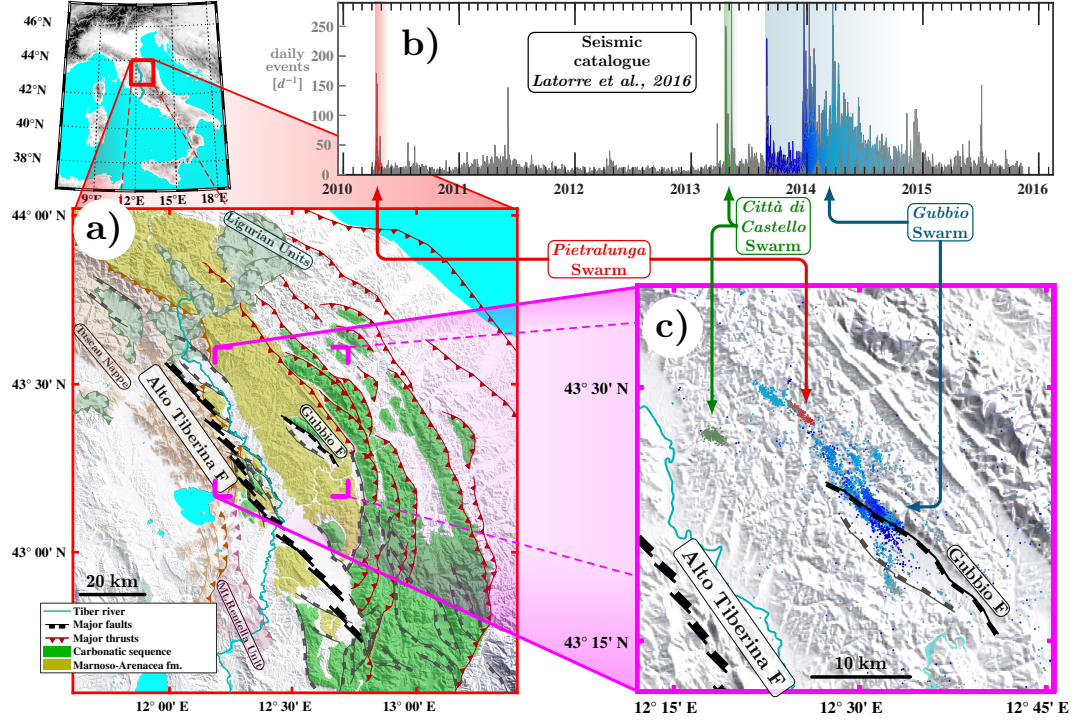 46°N
44°N
42°N
40°N
38°N
9°E
12°E
15°E
18°E
b)
daily
events
[d⁻¹]
250
200
150
100
50
0
Seismic
catalogue
Latorre et al., 2016
2010
2011
2012
2013
2014
2015
2016
Pietralunga
Swarm
Città di
Castello
Swarm
Gubbio
Swarm
a)
44° 00' N
43° 30' N
43° 00' N
12° 00' E
12° 30' E
13° 00' E
Ligurian Units
Tuscan Nappe
Alto Tiberina F
Gubbio F
Mt.Rentella Unit
20 km
Tiber river
Major faults
Major thrusts
Carbonatic sequence
Marnoso-Arenacea fm.
c)
43° 30' N
43° 15' N
12° 15' E
12° 30' E
12° 45' E
Alto Tiberina F
Gubbio F
10 km